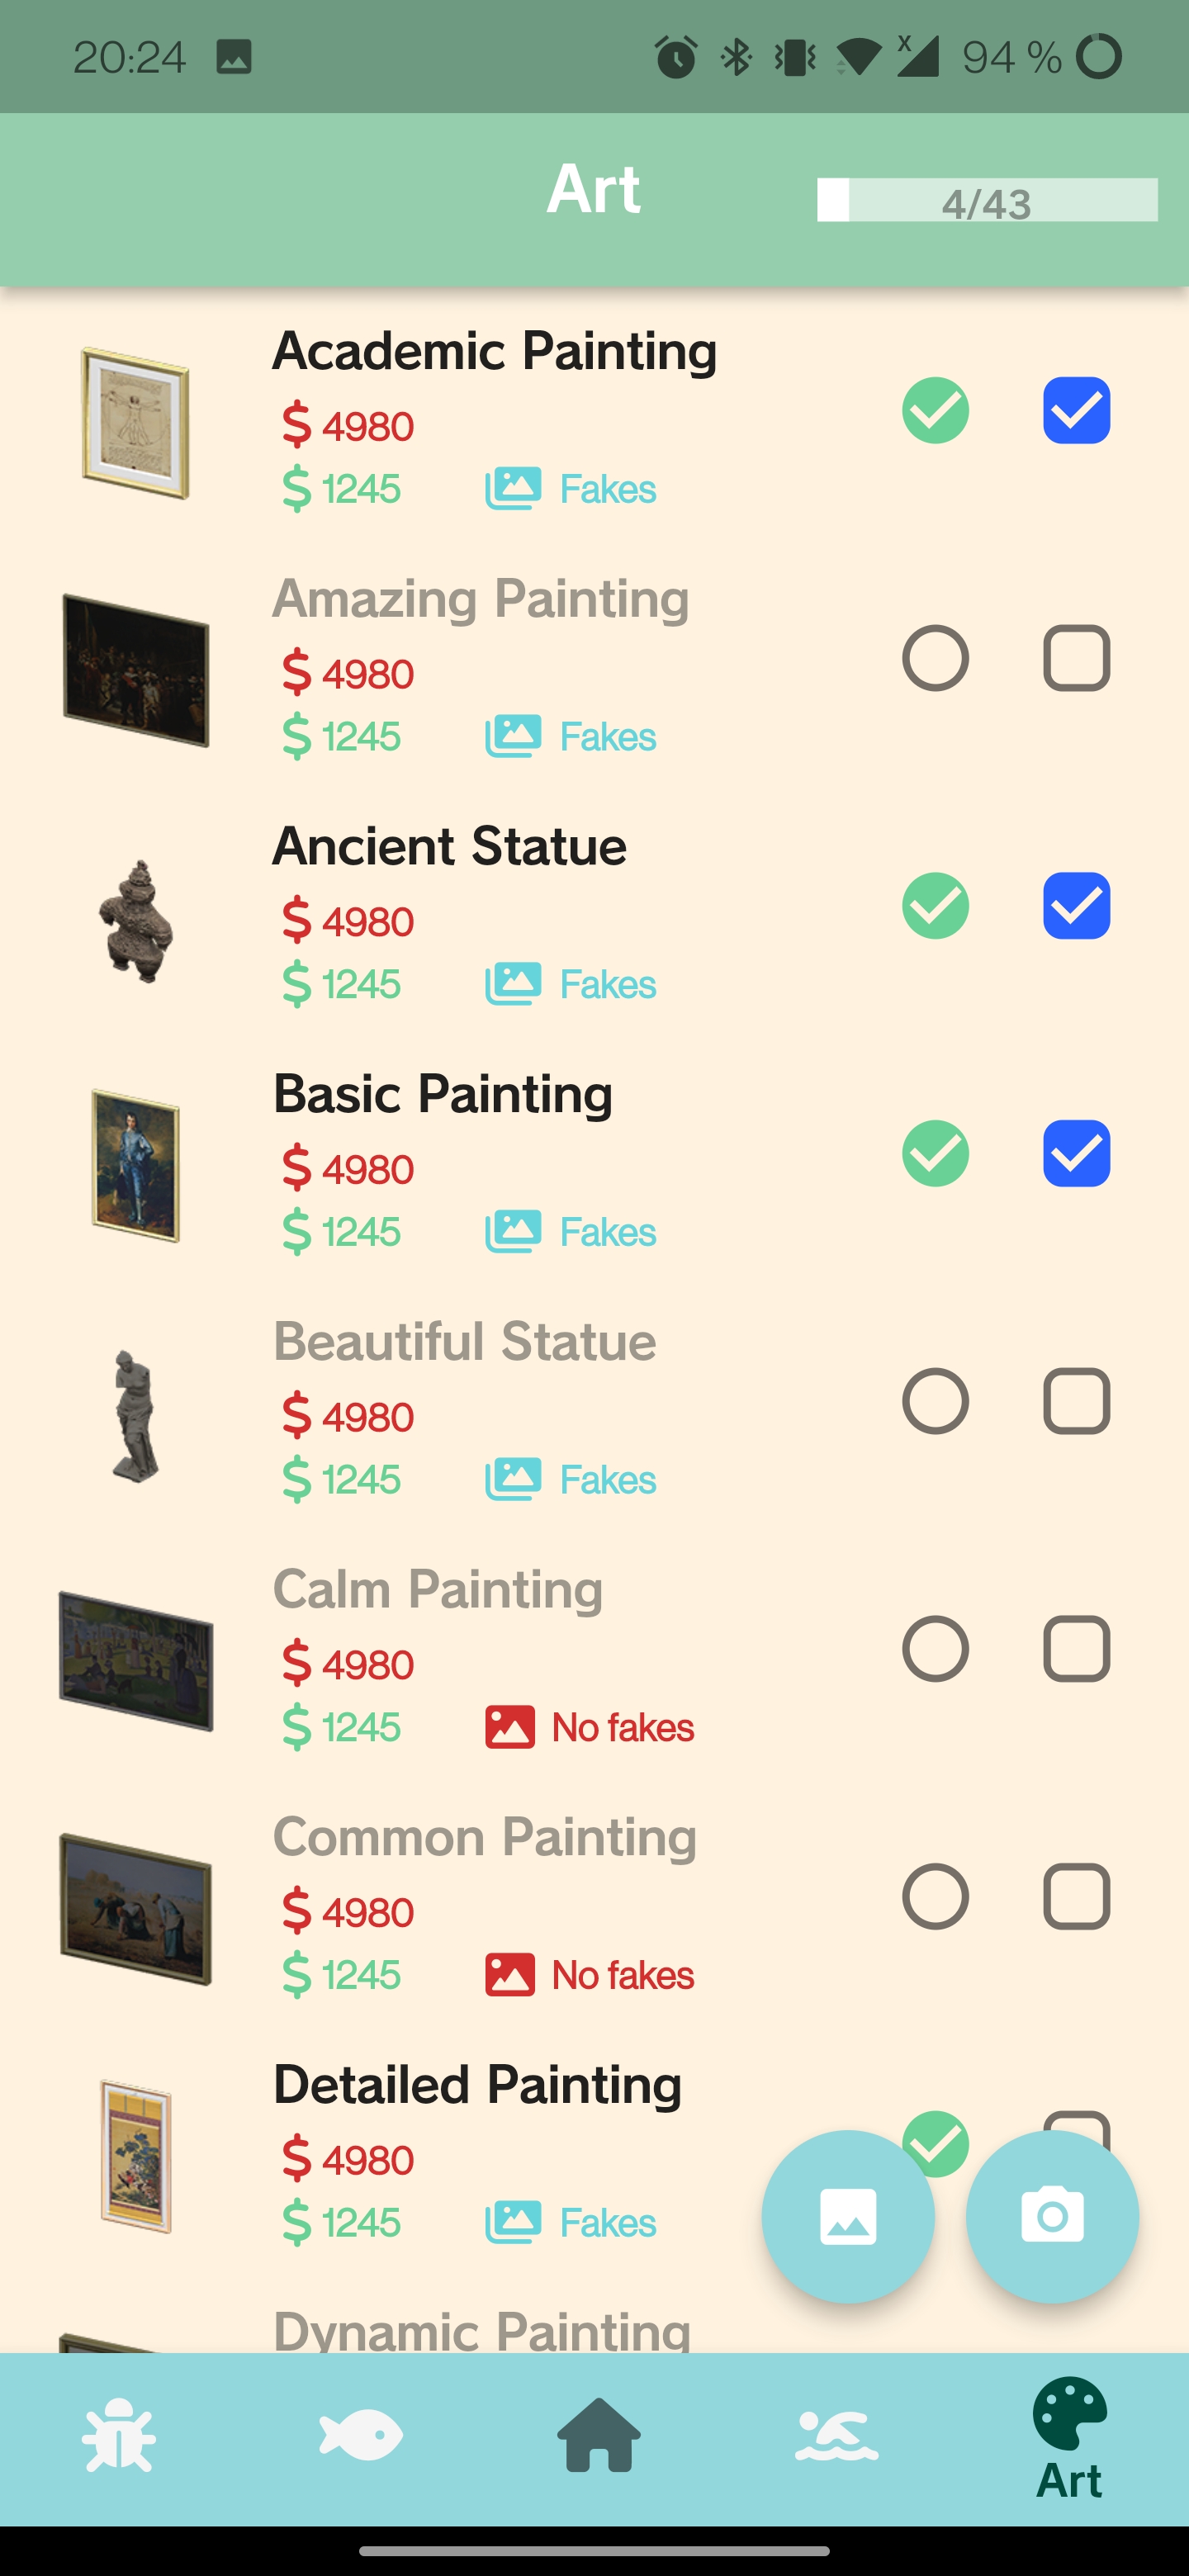 20:24 94 %
Art 4/43
Academic Painting
$ 4980
$ 1245 Fakes
Amazing Painting
$ 4980
$ 1245 Fakes
Ancient Statue
$ 4980
$ 1245 Fakes
Basic Painting
$ 4980
$ 1245 Fakes
Beautiful Statue
$ 4980
$ 1245 Fakes
Calm Painting
$ 4980
$ 1245 No fakes
Common Painting
$ 4980
$ 1245 No fakes
Detailed Painting
$ 4980
$ 1245 Fakes
Dynamic Painting
Art